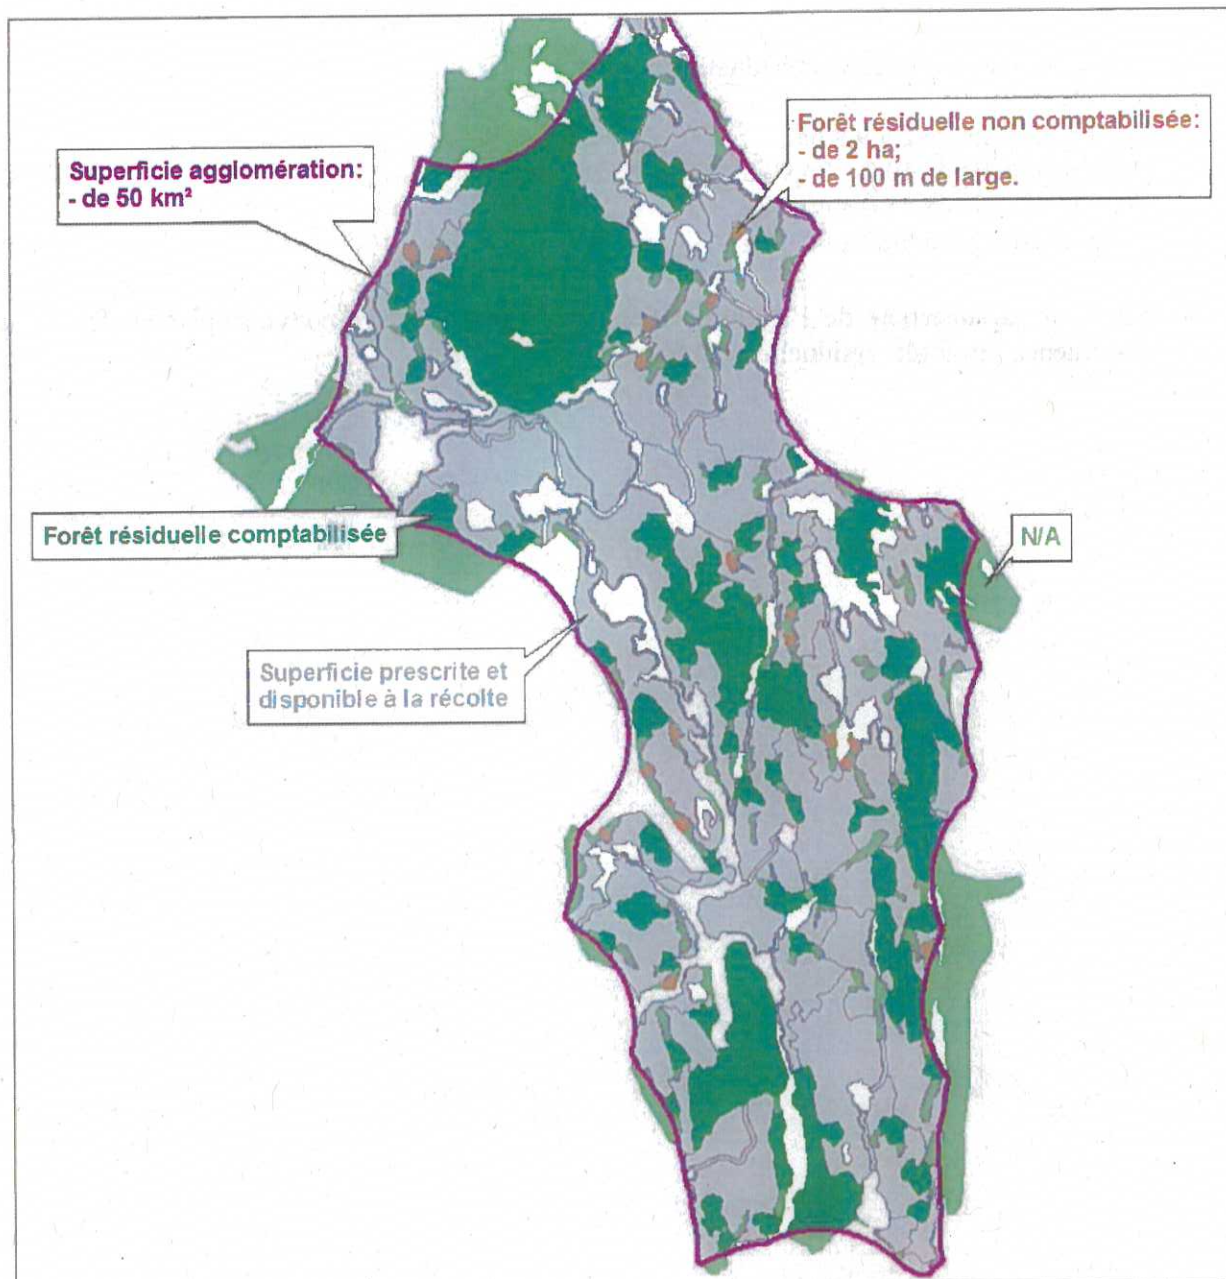 Superficie agglomération:
- de 50 km²
Forêt résiduelle non comptabilisée:
- de 2 ha;
- de 100 m de large.
Forêt résiduelle comptabilisée
N/A
Superficie prescrite et
disponible à la récolte